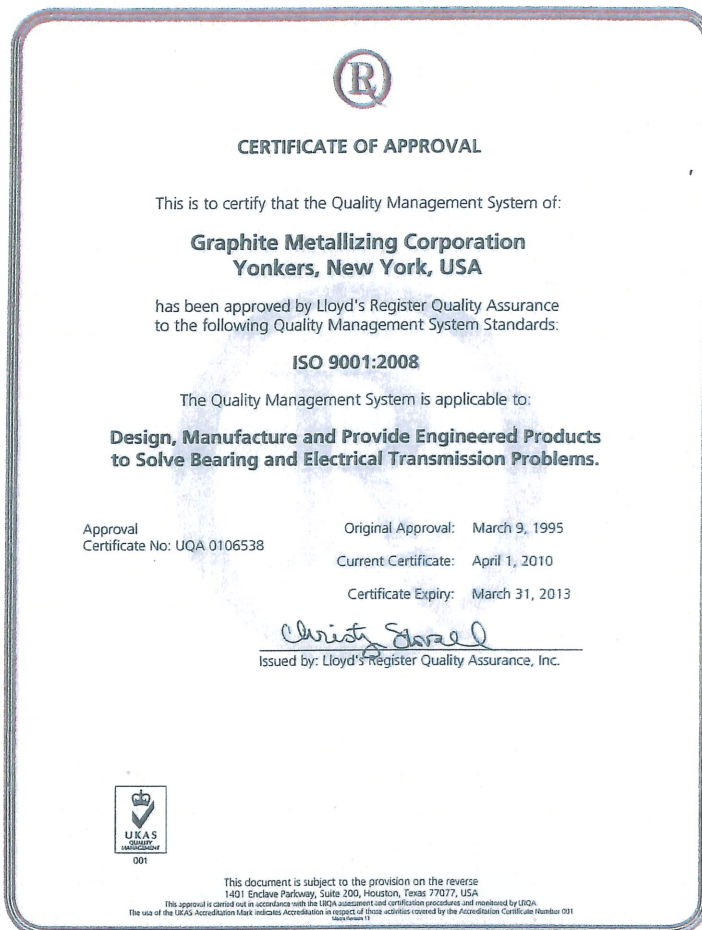 LRQ
CERTIFICATE OF APPROVAL
This is to certify that the Quality Management System of:
Graphite Metallizing Corporation
Yonkers, New York, USA
has been approved by Lloyd's Register Quality Assurance
to the following Quality Management System Standards:
ISO 9001:2008
The Quality Management System is applicable to:
Design, Manufacture and Provide Engineered Products
to Solve Bearing and Electrical Transmission Problems.
Approval
Certificate No: UQA 0106538
Original Approval: March 9, 1995
Current Certificate: April 1, 2010
Certificate Expiry: March 31, 2013
Christy
Issued by: Lloyd's Register Quality Assurance, Inc.
UKAS
QUALITY
MANAGEMENT
001
This document is subject to the provision on the reverse
1401 Enclave Parkway, Suite 200, Houston, Texas 77077, USA
This approval is carried out in accordance with the LRQA assessment and certification procedures and monitored by LRQA.
The use of the UKAS Accreditation Mark indicates Accreditation in respect of those activities covered by the Accreditation Certificate Number 001